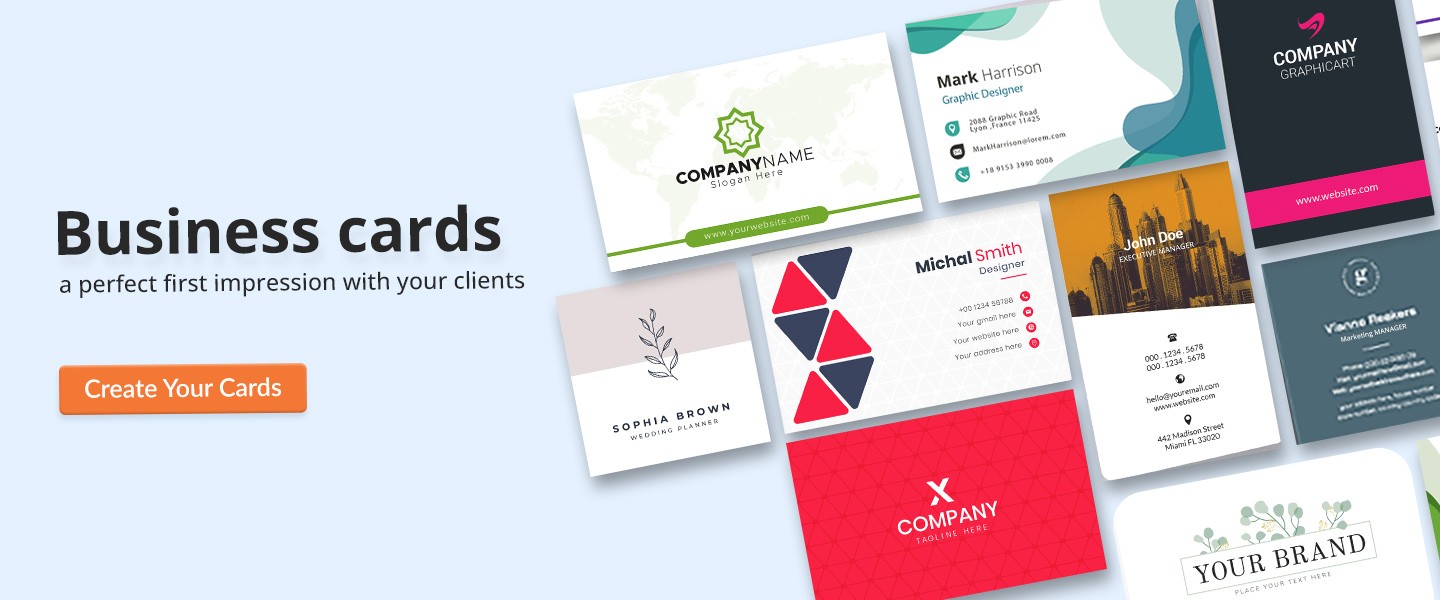 Business cards
a perfect first impression with your clients
Create Your Cards
COMPANYNAME
Slogan Here
www.yourwebsite.com
Mark Harrison
Graphic Designer
2088 Graphic Road
Lyon ,France 11425
MarkHarrison@lorem.com
+18 9153 3990 0008
COMPANY
GRAPHICART
www.website.com
SOPHIA BROWN
WEDDING PLANNER
Michal Smith
Designer
+00 1234 56788
Your gmail here
Your website here
Your address here
John Doe
EXECUTIVE MANAGER
000 . 1234 . 5678
000 . 1234 . 5678
hello@youremail.com
www.website.com
442 Madison Street
Miami FL 33020
g
Marketing MANAGER
X
COMPANY
TAGLINE HERE
YOUR BRAND
PLACE YOUR TEXT HERE